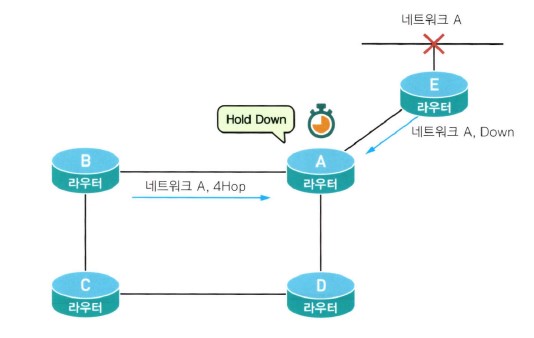 네트워크 A
E
라우터
네트워크 A, Down
Hold Down
A
라우터
B
라우터
네트워크 A, 4Hop
C
라우터
D
라우터